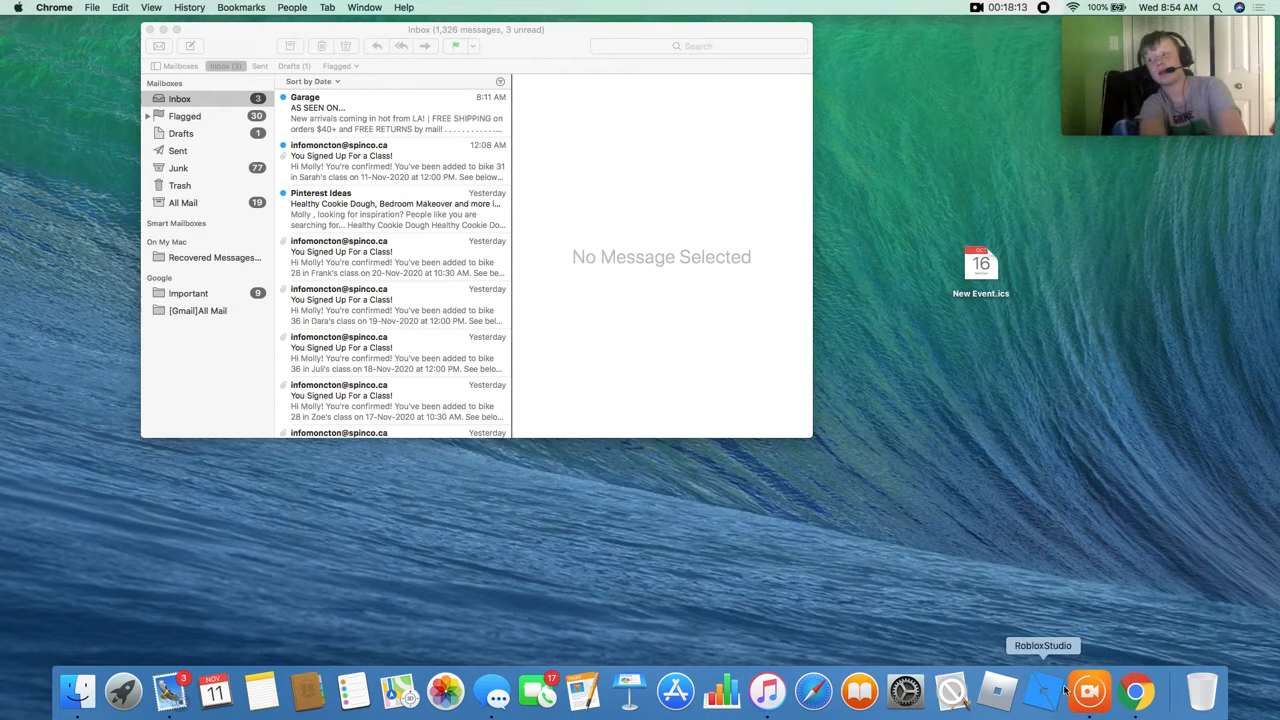 Chrome File Edit View History Bookmarks People Tab Window Help
00:18:13 100% Wed 8:54 AM
Inbox (1,326 messages, 3 unread)
Search
Mailboxes Inbox (3) Sent Drafts (1) Flagged
Mailboxes
Inbox 3
Flagged 30
Drafts 1
Sent
Junk 77
Trash
All Mail 19
Smart Mailboxes
On My Mac
Recovered Messages...
Google
Important 9
[Gmail]All Mail
Sort by Date
Garage 8:11 AM
AS SEEN ON...
New arrivals coming in hot from LA! | FREE SHIPPING on
orders $40+ and FREE RETURNS by mail! . . . . . . . . . . .
infomoncton@spinco.ca 12:08 AM
You Signed Up For a Class!
Hi Molly! You're confirmed! You've been added to bike 31
in Sarah's class on 11-Nov-2020 at 12:00 PM. See below...
Pinterest Ideas Yesterday
Healthy Cookie Dough, Bedroom Makeover and more i...
Molly , looking for inspiration? People like you are
searching for... Healthy Cookie Dough Healthy Cookie Do...
infomoncton@spinco.ca Yesterday
You Signed Up For a Class!
Hi Molly! You're confirmed! You've been added to bike
28 in Frank's class on 20-Nov-2020 at 10:30 AM. See be...
infomoncton@spinco.ca Yesterday
You Signed Up For a Class!
Hi Molly! You're confirmed! You've been added to bike
36 in Dara's class on 19-Nov-2020 at 12:00 PM. See bel...
infomoncton@spinco.ca Yesterday
You Signed Up For a Class!
Hi Molly! You're confirmed! You've been added to bike
36 in Juli's class on 18-Nov-2020 at 12:00 PM. See bel...
infomoncton@spinco.ca Yesterday
You Signed Up For a Class!
Hi Molly! You're confirmed! You've been added to bike
28 in Zoe's class on 17-Nov-2020 at 10:30 AM. See belo...
infomoncton@spinco.ca Yesterday
No Message Selected
OCT
16
New Event.ics
RobloxStudio
3
NOV
11
3D
17